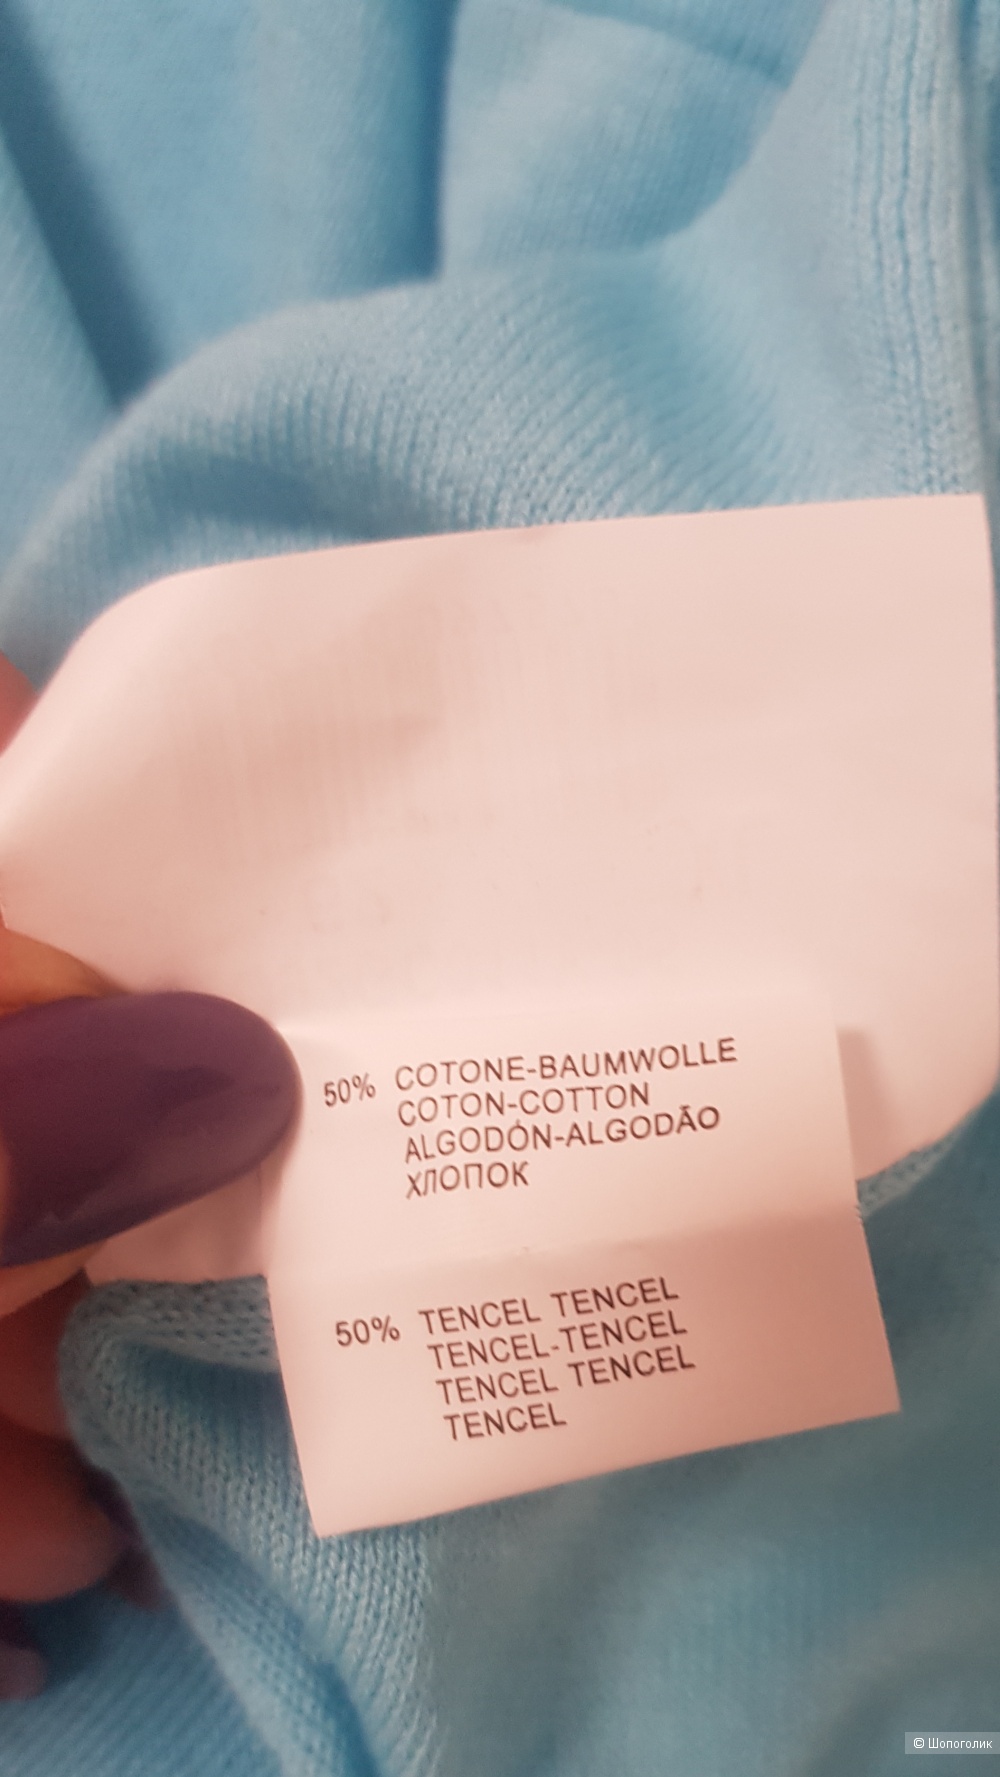 50% COTONE-BAUMWOLLE
COTON-COTTON
ALGODÓN-ALGODÃO
ХЛОПОК
50% TENCEL TENCEL
TENCEL-TENCEL
TENCEL TENCEL
TENCEL
© Шопоголик